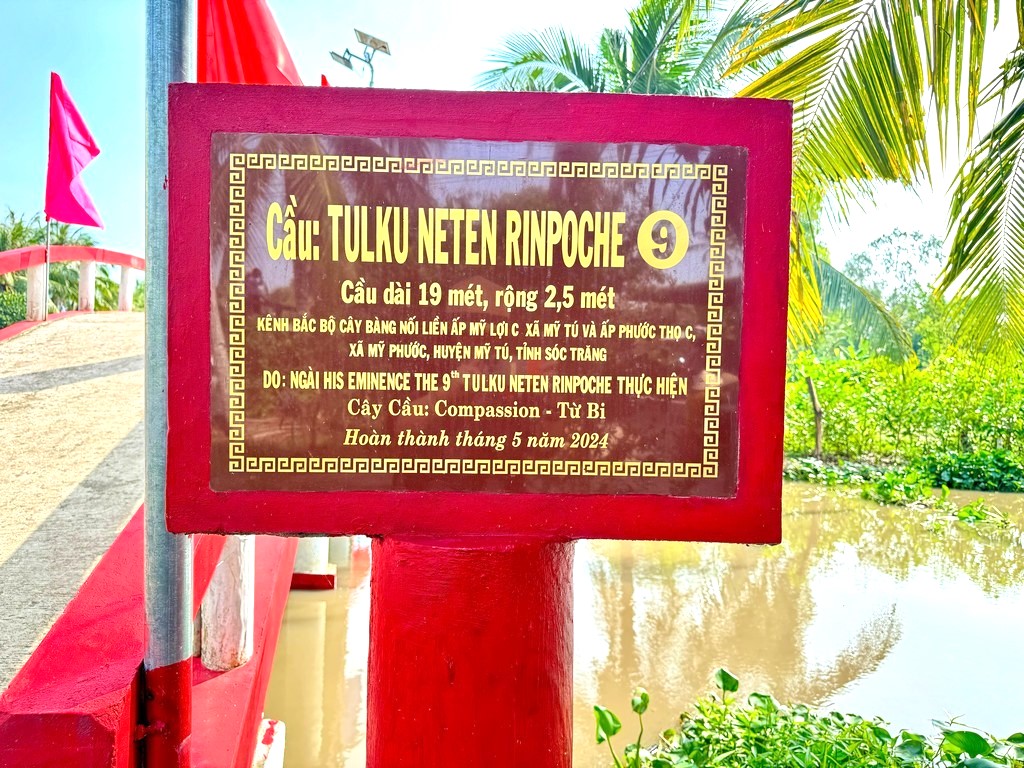 Cầu: TULKU NETEN RINPOCHE 9
Cầu dài 19 mét, rộng 2,5 mét
KÊNH BẮC BỘ CÂY BÀNG NỐI LIỀN ẤP MỸ LỢI C XÃ MỸ TÚ VÀ ẤP PHƯỚC THỌ C,
XÃ MỸ PHƯỚC, HUYỆN MỸ TÚ, TỈNH SÓC TRĂNG
DO: NGÀI HIS EMINENCE THE 9th TULKU NETEN RINPOCHE THỰC HIỆN
Cây Cầu: Compassion - Từ Bi
Hoàn thành tháng 5 năm 2024